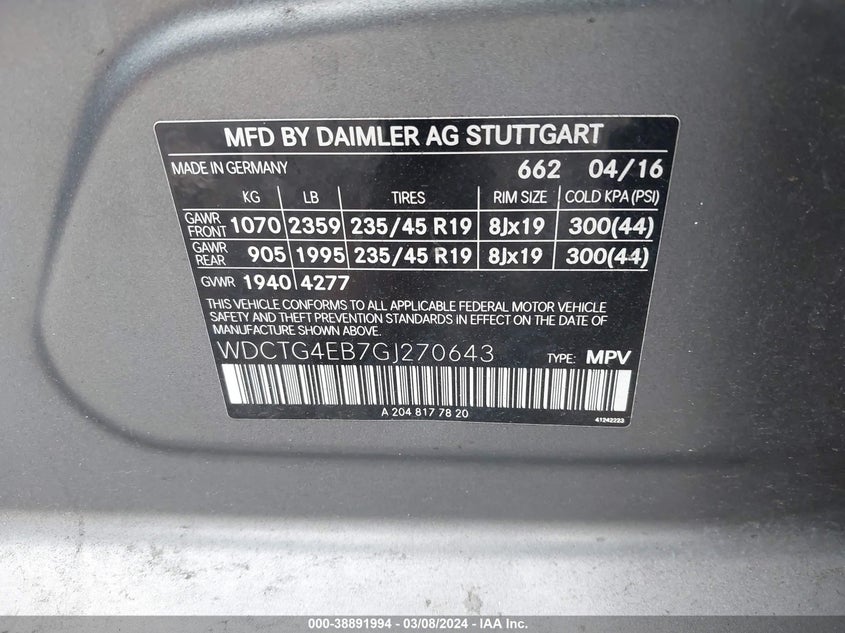 MFD BY DAIMLER AG STUTTGART
MADE IN GERMANY 662 04/16
KG LB TIRES RIM SIZE COLD KPA (PSI)
GAWR FRONT 1070 2359 235/45 R19 8Jx19 300(44)
GAWR REAR 905 1995 235/45 R19 8Jx19 300(44)
GVWR 1940 4277
THIS VEHICLE CONFORMS TO ALL APPLICABLE FEDERAL MOTOR VEHICLE
SAFETY AND THEFT PREVENTION STANDARDS IN EFFECT ON THE DATE
OF MANUFACTURE SHOWN ABOVE.
WDCTG4EB7GJ270643 TYPE: MPV
A 204 817 78 20 41242223
000-38891994 - 03/08/2024 - IAA Inc.